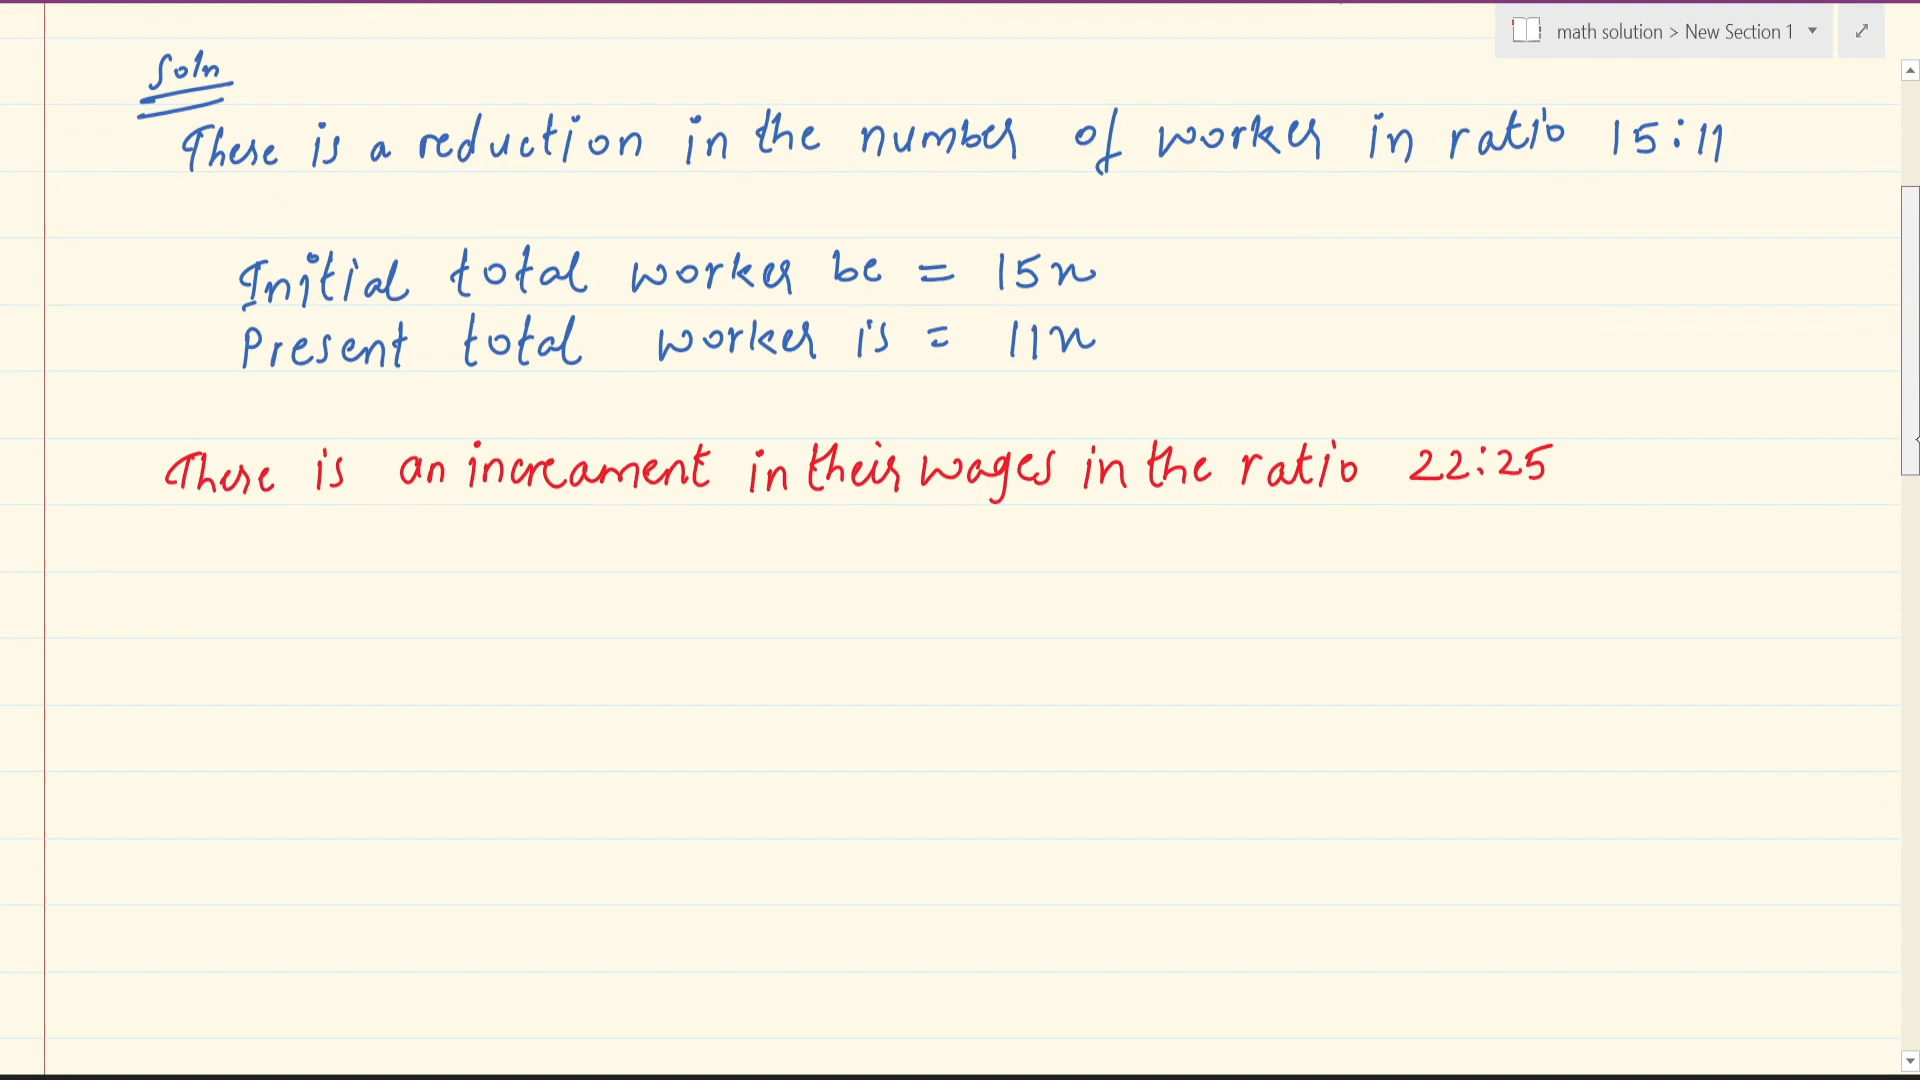 math solution > New Section 1
Soln
There is a reduction in the number of worker in ratio 15:11
Initial total worker be = 15x
Present total worker is = 11x
There is an increament in their wages in the ratio 22:25